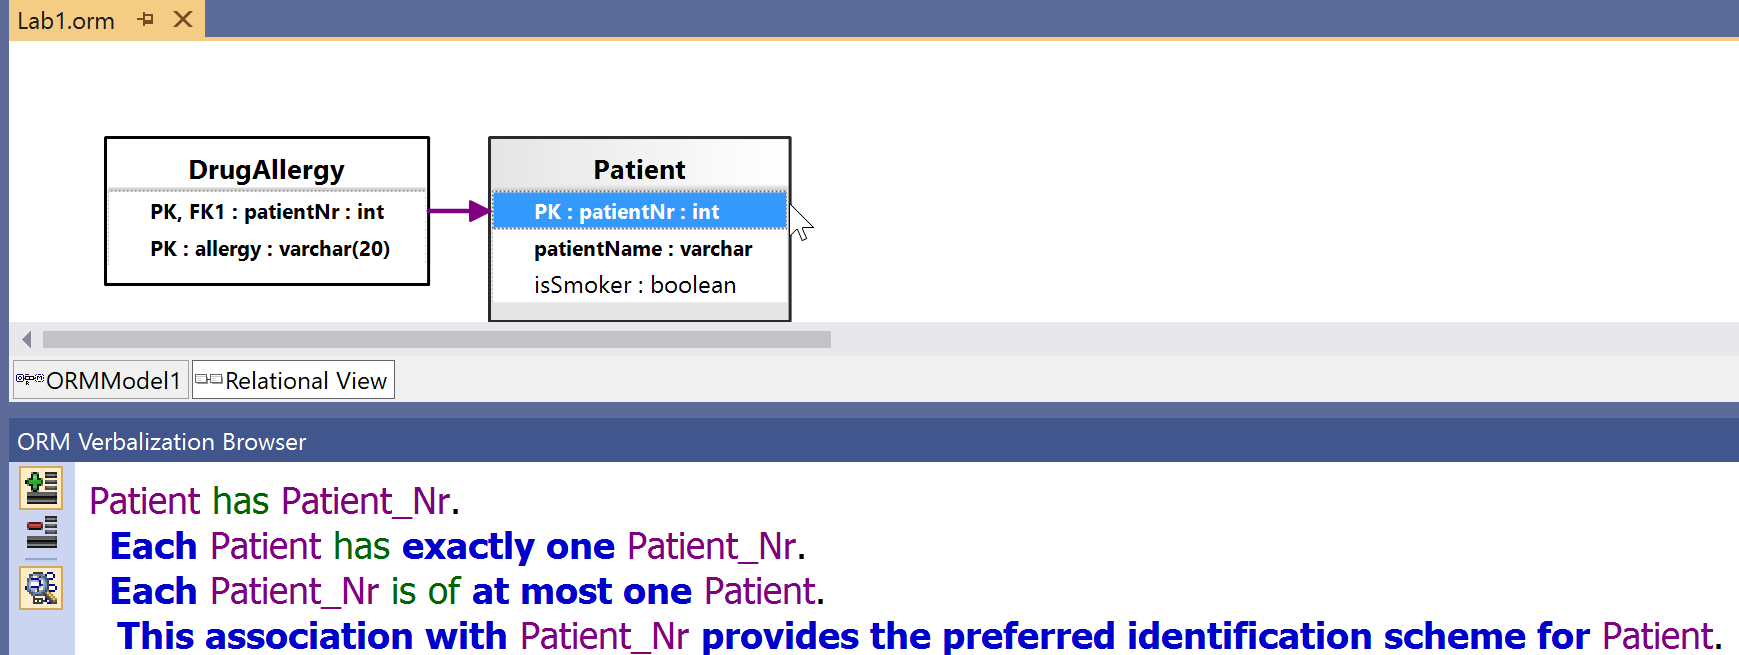 Lab1.orm
DrugAllergy
PK, FK1 : patientNr : int
PK : allergy : varchar(20)
Patient
PK : patientNr : int
patientName : varchar
isSmoker : boolean
ORMModel1
Relational View
ORM Verbalization Browser
Patient has Patient_Nr.
Each Patient has exactly one Patient_Nr.
Each Patient_Nr is of at most one Patient.
This association with Patient_Nr provides the preferred identification scheme for Patient.